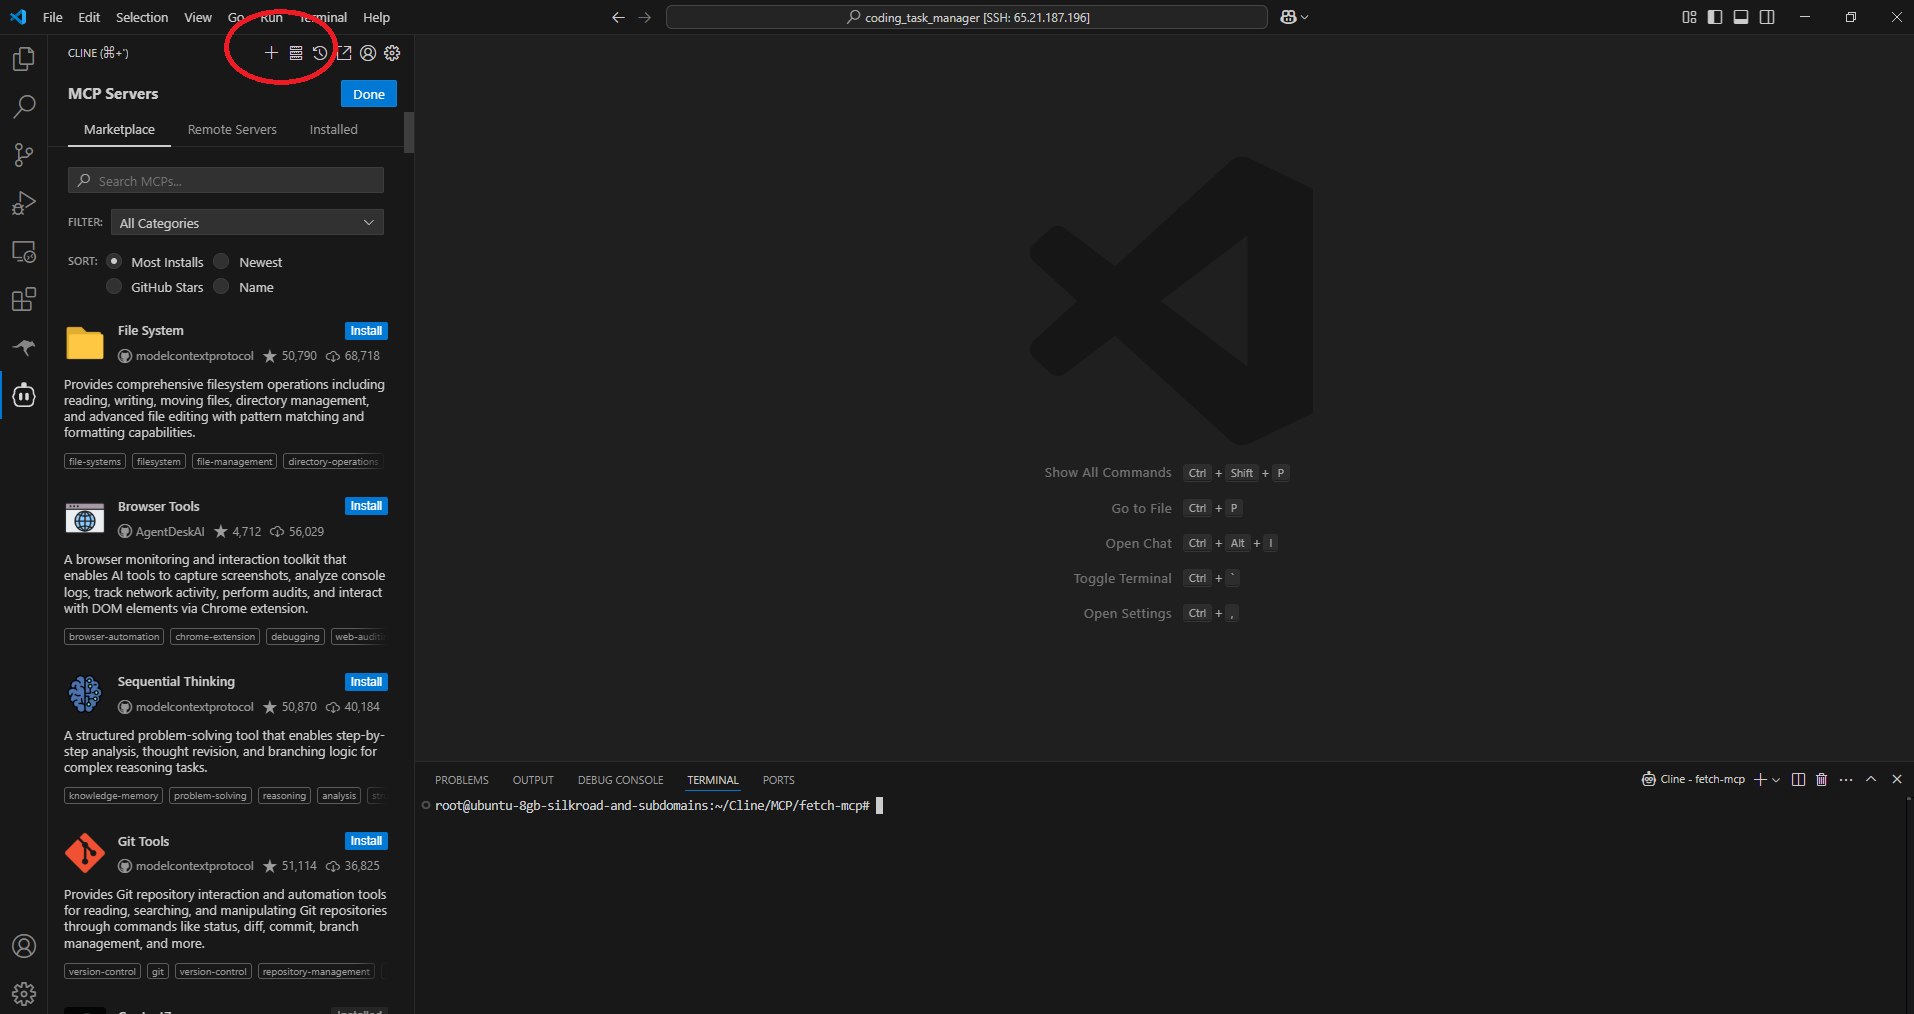 File Edit Selection View Go Run Terminal Help
coding_task_manager [SSH: 65.21.187.196]
CLINE (⌘+')
MCP Servers
Done
Marketplace Remote Servers Installed
Search MCPs...
FILTER: All Categories
SORT: Most Installs Newest
GitHub Stars Name
File System Install
modelcontextprotocol 50,790 68,718
Provides comprehensive filesystem operations including
reading, writing, moving files, directory management,
and advanced file editing with pattern matching and
formatting capabilities.
file-systems filesystem file-management directory-operations
Browser Tools Install
AgentDeskAI 4,712 56,029
A browser monitoring and interaction toolkit that
enables AI tools to capture screenshots, analyze console
logs, track network activity, perform audits, and interact
with DOM elements via Chrome extension.
browser-automation chrome-extension debugging
Sequential Thinking Install
modelcontextprotocol 50,870 40,184
A structured problem-solving tool that enables step-by-
step analysis, thought revision, and branching logic for
complex reasoning tasks.
knowledge-memory problem-solving reasoning analysis
Git Tools Install
modelcontextprotocol 51,114 36,825
Provides Git repository interaction and automation tools
for reading, searching, and manipulating Git repositories
through commands like status, diff, commit, branch
management, and more.
version-control git version-control repository-management
Show All Commands Ctrl + Shift + P
Go to File Ctrl + P
Open Chat Ctrl + Alt + I
Toggle Terminal Ctrl + `
Open Settings Ctrl + ,
PROBLEMS OUTPUT DEBUG CONSOLE TERMINAL PORTS
Cline - fetch-mcp
root@ubuntu-8gb-silkroad-and-subdomains:~/Cline/MCP/fetch-mcp#